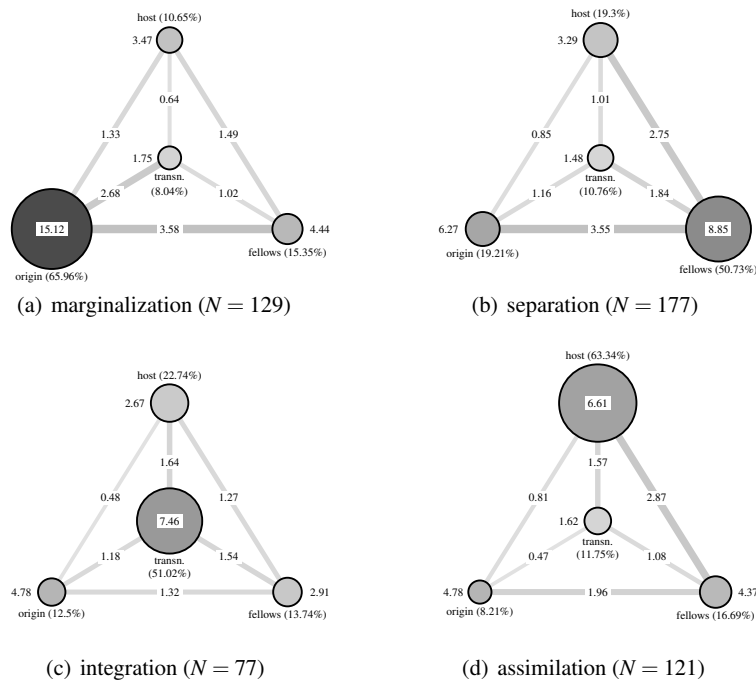 host (10.65%)
3.47
0.64
1.33
1.49
1.75
transn.
(8.04%)
2.68
1.02
15.12
3.58
4.44
origin (65.96%)
fellows (15.35%)
(a) marginalization (N = 129)
host (19.3%)
3.29
1.01
0.85
2.75
1.48
transn.
(10.76%)
1.16
1.84
6.27
3.55
8.85
origin (19.21%)
fellows (50.73%)
(b) separation (N = 177)
host (22.74%)
2.67
1.64
0.48
1.27
7.46
transn.
(51.02%)
1.18
1.54
4.78
1.32
2.91
origin (12.5%)
fellows (13.74%)
(c) integration (N = 77)
host (63.34%)
6.61
1.57
0.81
2.87
1.62
transn.
(11.75%)
0.47
1.08
4.78
1.96
4.37
origin (8.21%)
fellows (16.69%)
(d) assimilation (N = 121)